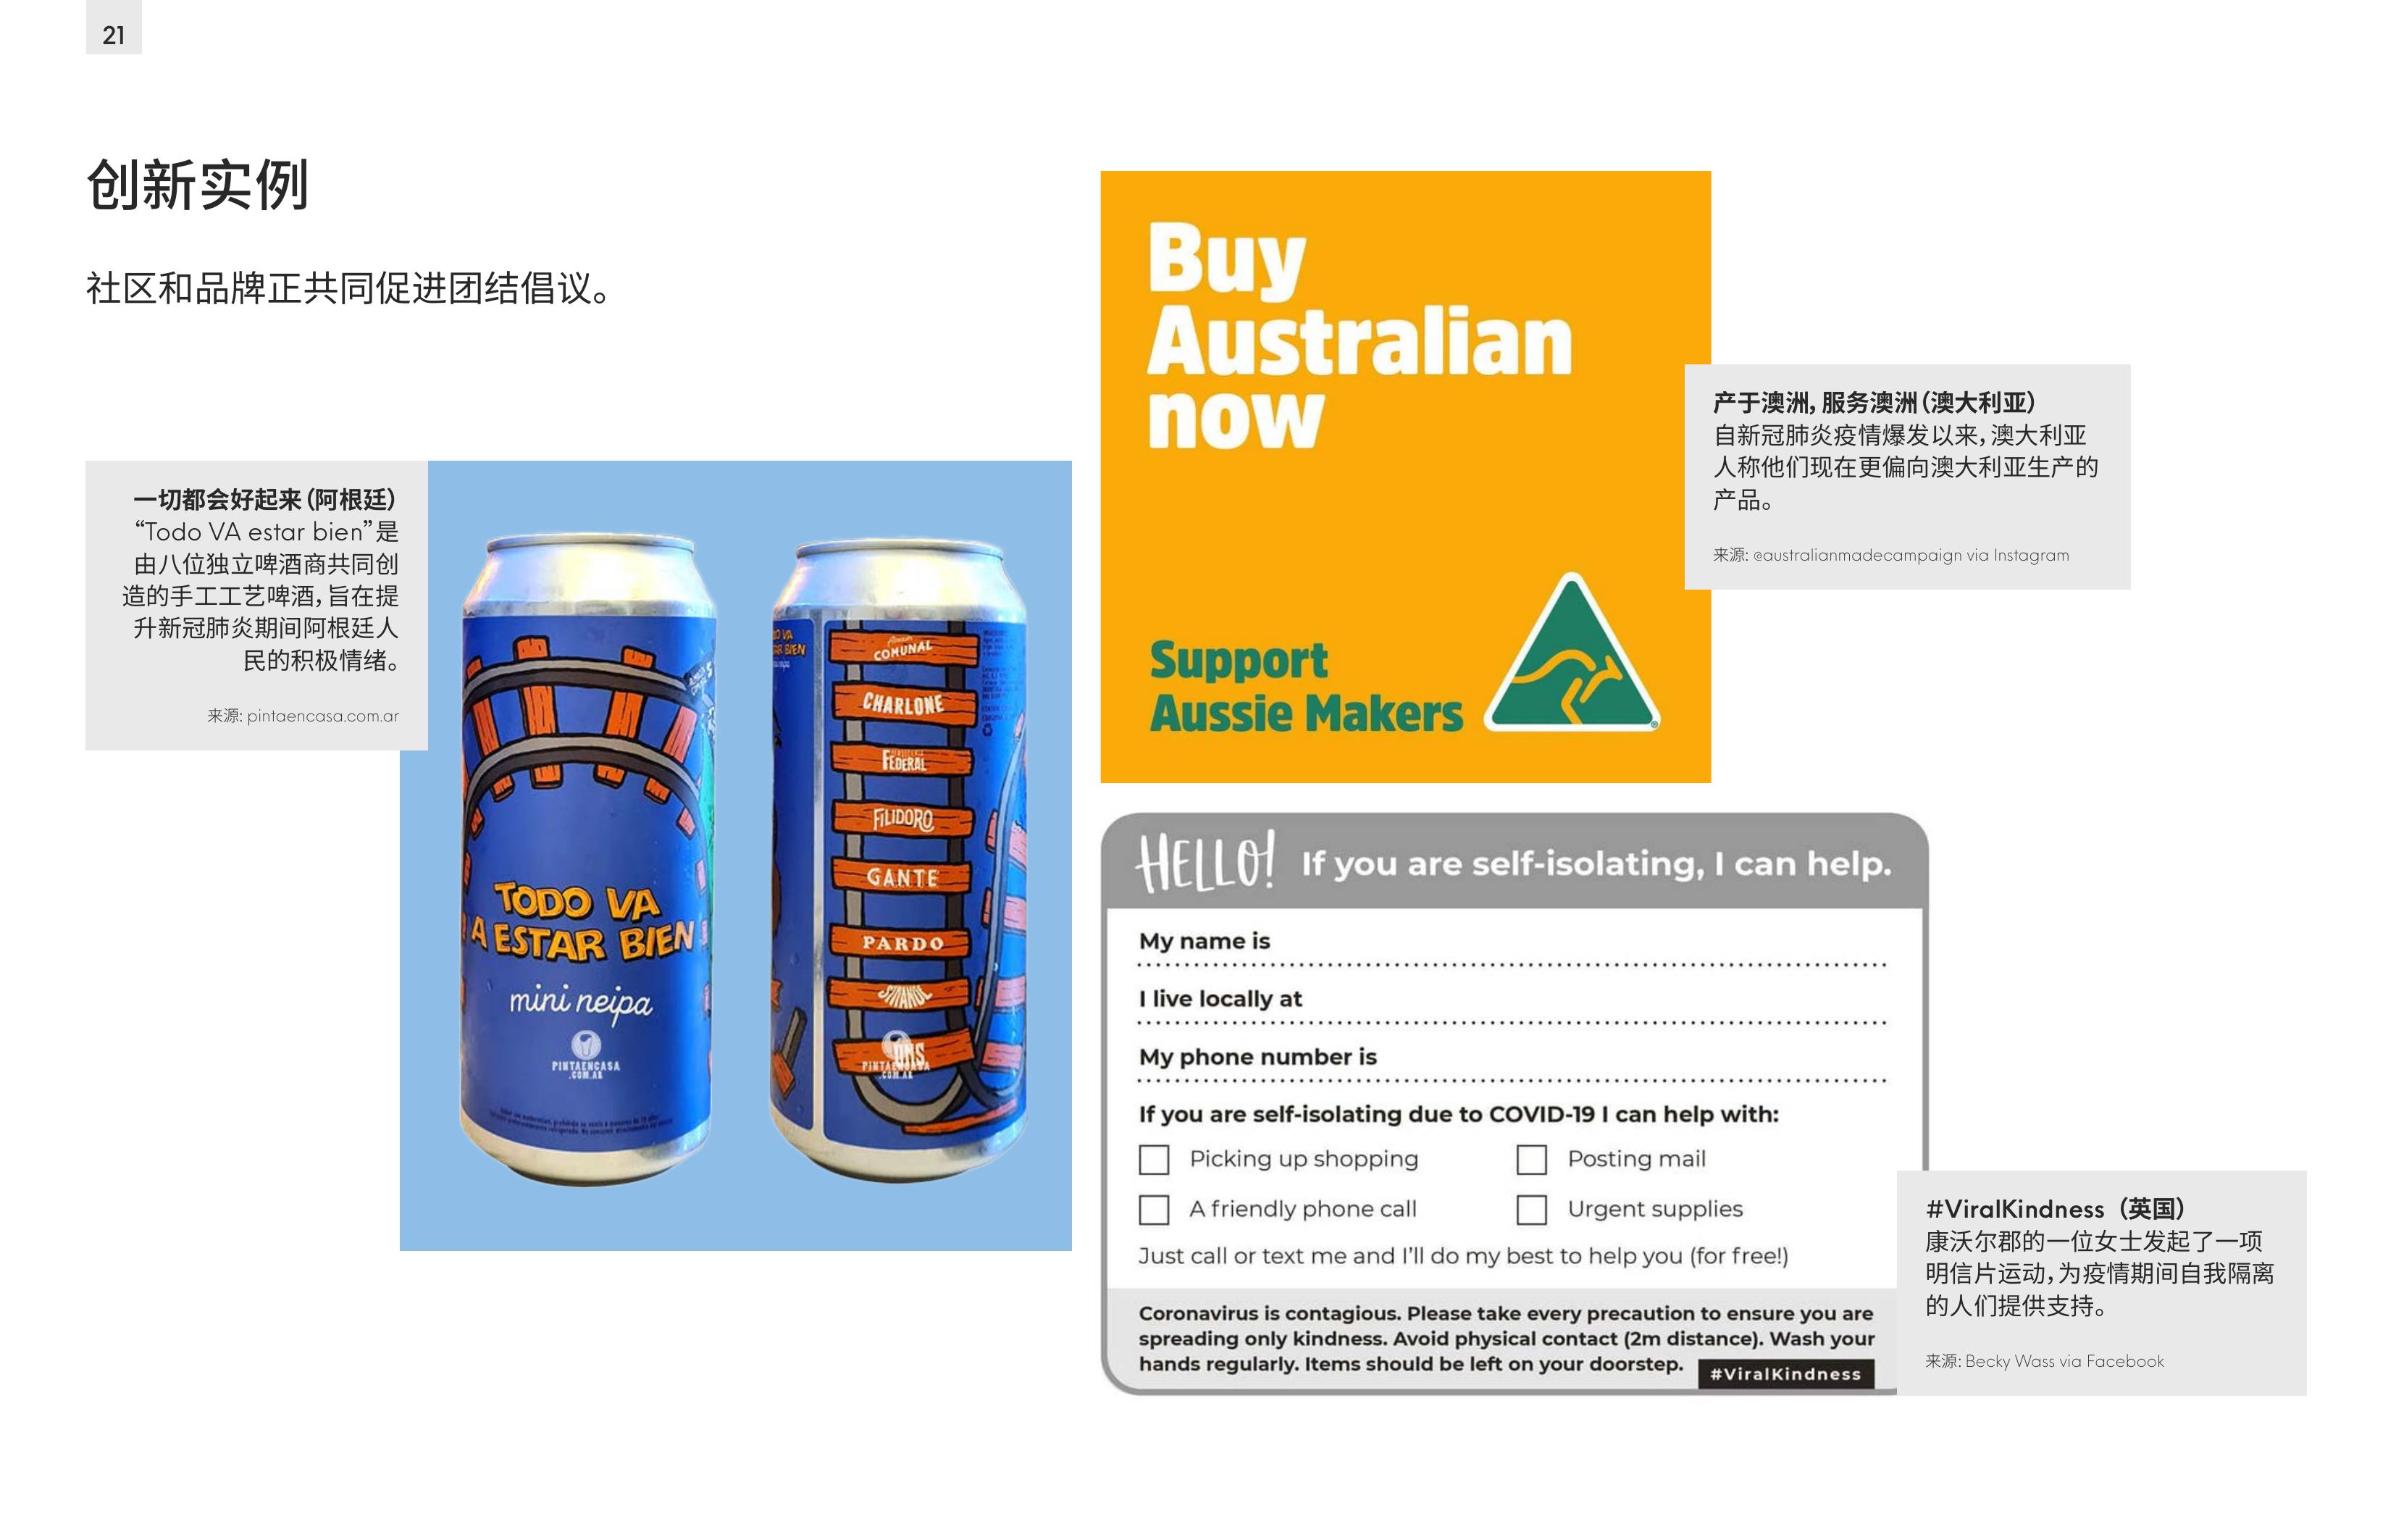 21
创新实例
社区和品牌正共同促进团结倡议。
一切都会好起来（阿根廷）
“Todo VA estar bien”是
由八位独立啤酒商共同创
造的手工工艺啤酒，旨在提
升新冠肺炎期间阿根廷人
民的积极情绪。
来源: pintaencasa.com.ar
TODO VA
A ESTAR BIEN
mini neipa
PINTAENCASA
.COM.AR
COMUNAL
CHARLONE
FEDERAL
FILIDORO
GANTE
PARDO
STRANGE
Buy
Australian
now
Support
Aussie Makers
产于澳洲，服务澳洲（澳大利亚）
自新冠肺炎疫情爆发以来，澳大利亚
人称他们现在更偏向澳大利亚生产的
产品。
来源: @australianmadecampaign via Instagram
HELLO! If you are self-isolating, I can help.
My name is
I live locally at
My phone number is
If you are self-isolating due to COVID-19 I can help with:
Picking up shopping Posting mail
A friendly phone call Urgent supplies
Just call or text me and I’ll do my best to help you (for free!)
Coronavirus is contagious. Please take every precaution to ensure you are
spreading only kindness. Avoid physical contact (2m distance). Wash your
hands regularly. Items should be left on your doorstep.
#ViralKindness
#ViralKindness（英国）
康沃尔郡的一位女士发起了一项
明信片运动，为疫情期间自我隔离
的人们提供支持。
来源: Becky Wass via Facebook